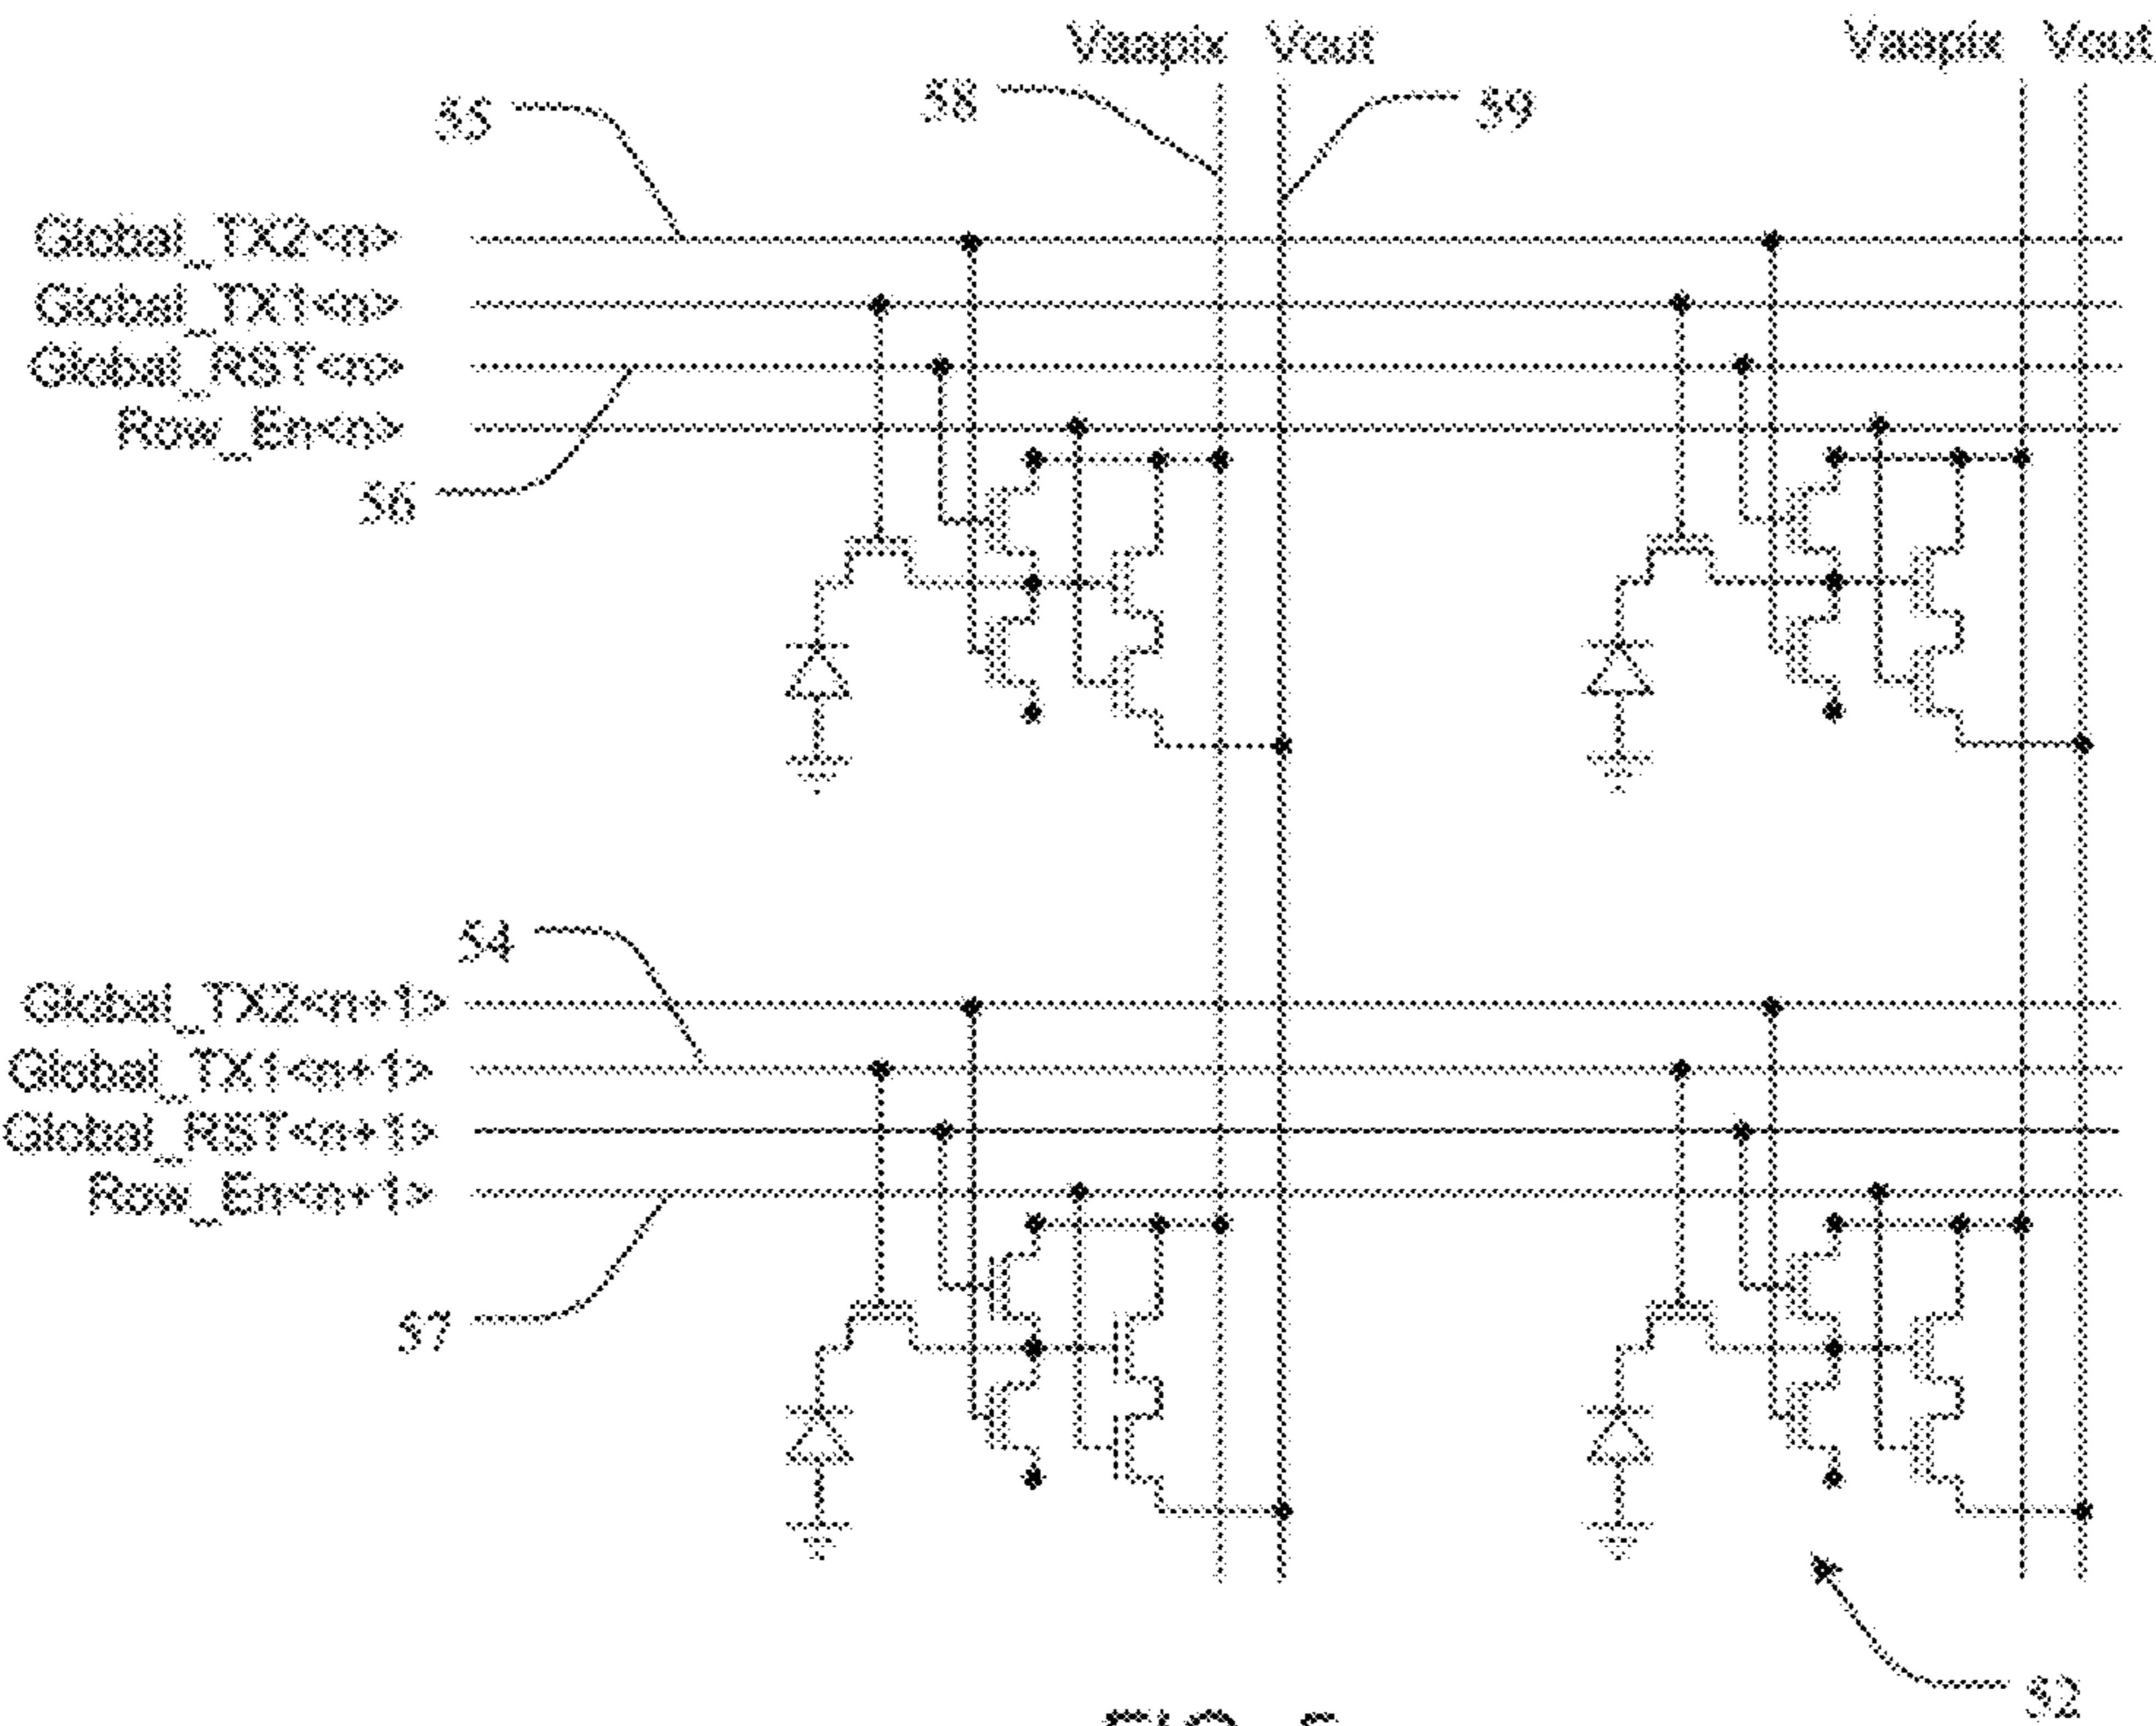 Vaapix Vout Vaapix Vout
58
59
55
Global_TX2<n>
Global_TX1<n>
Global_RST<n>
Row_En<n>
56
54
Global_TX2<n+1>
Global_TX1<n+1>
Global_RST<n+1>
Row_En<n+1>
57
52